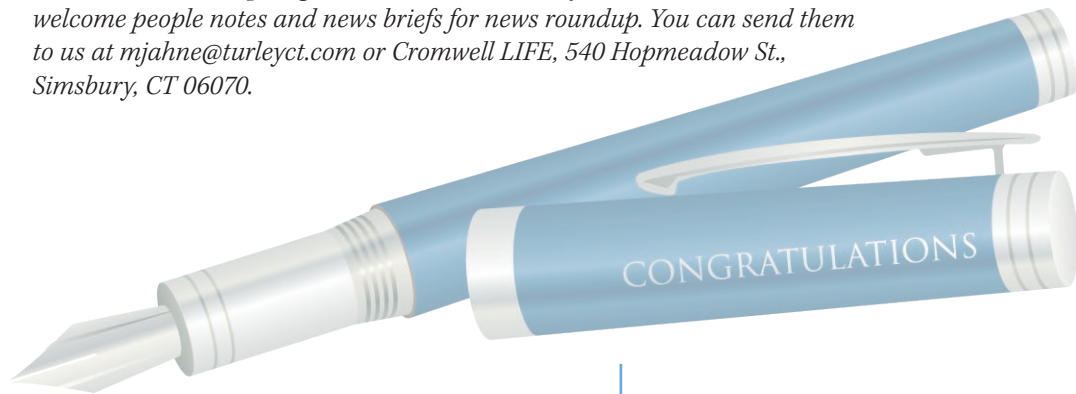 welcome people notes and news briefs for news roundup. You can send them
to us at mjahne@turleyct.com or Cromwell LIFE, 540 Hopmeadow St.,
Simsbury, CT 06070.
CONGRATULATIONS